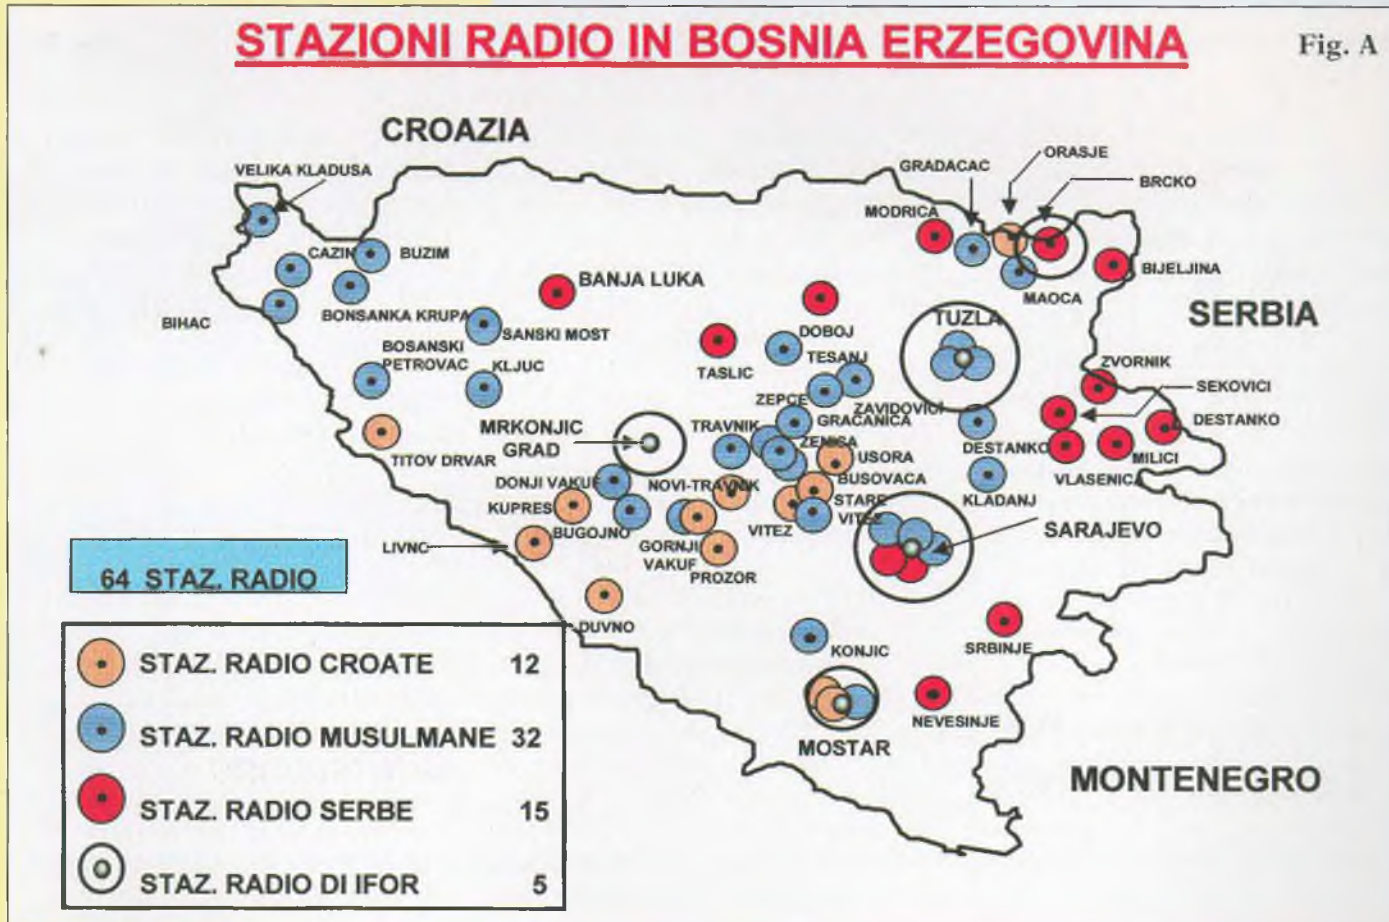 STAZIONI RADIO IN BOSNIA ERZEGOVINA
Fig. A
CROAZIA
VELIKA KLADUSA
GRADACAC
ORASJE
BRCKO
MODRICA
CAZIN
BUZIM
BANJA LUKA
BIJELJINA
MAOCA
BIHAC
BONSANKA KRUPA
SANSKI MOST
TUZLA
SERBIA
DOBOJ
BOSANSKI
PETROVAC
KLJUC
TASLIC
TESANJ
ZVORNIK
SEKOVICI
ZEPCE
ZAVIDOVICI
GRACANICA
DESTANKO
MRKONJIC
GRAD
TRAVNIK
ZENISA
USORA
DESTANKO
MILICI
TITOV DRVAR
DONJI VAKUF
NOVI-TRAVNIK
BUSOVACA
KLADANJ
VLASENICA
KUPRES
STARE
VITEZ
VITEZ
SARAJEVO
BUGOJNO
LIVNO
GORNJI
VAKUF
PROZOR
64 STAZ. RADIO
DUVNO
KONJIC
SRBINJE
NEVESINJE
MOSTAR
MONTENEGRO
STAZ. RADIO CROATE 12
STAZ. RADIO MUSULMANE 32
STAZ. RADIO SERBE 15
STAZ. RADIO DI IFOR 5